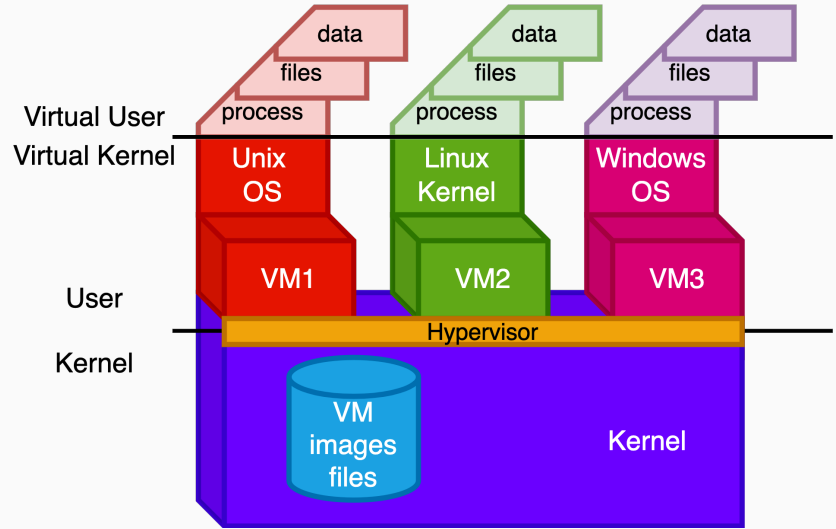 data
data
data
files
files
files
process
process
process
Virtual User
Virtual Kernel
Unix
OS
Linux
Kernel
Windows
OS
VM1
VM2
VM3
User
Hypervisor
Kernel
VM
images
files
Kernel